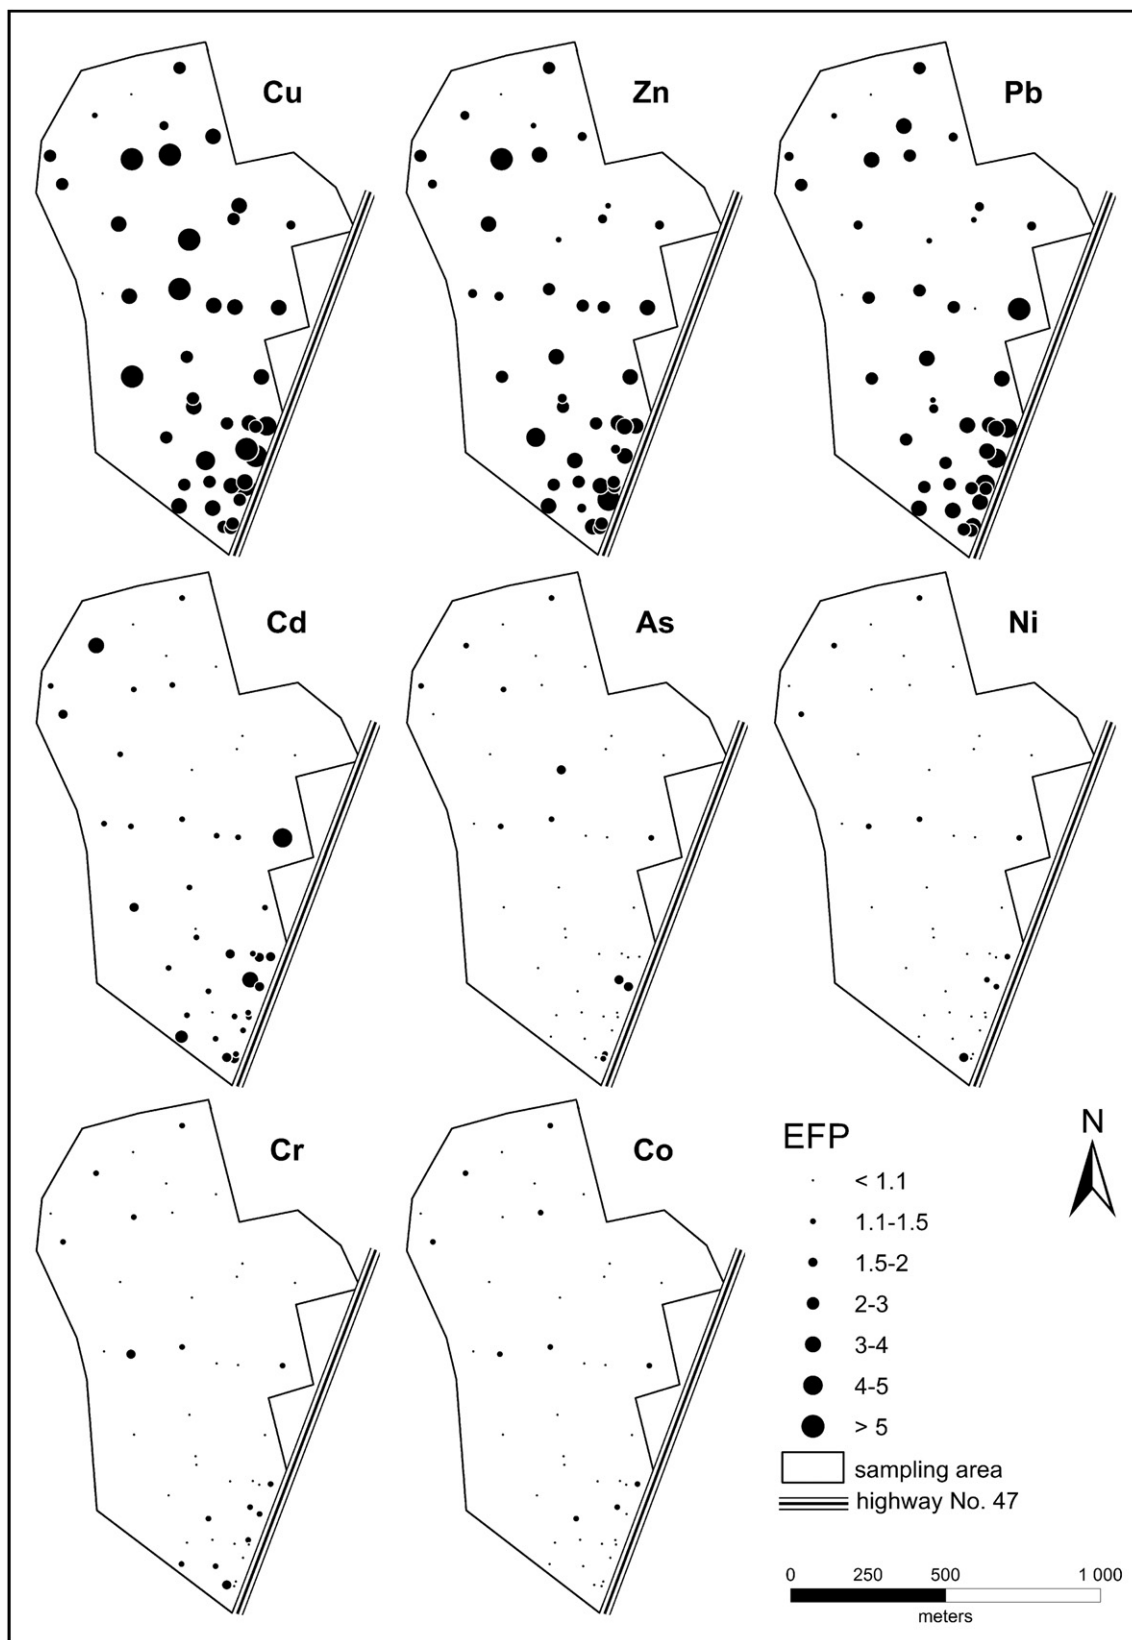 Cu
Zn
Pb
Cd
As
Ni
Cr
Co
EFP
< 1.1
1.1-1.5
1.5-2
2-3
3-4
4-5
> 5
sampling area
highway No. 47
N
0 250 500 1 000
meters